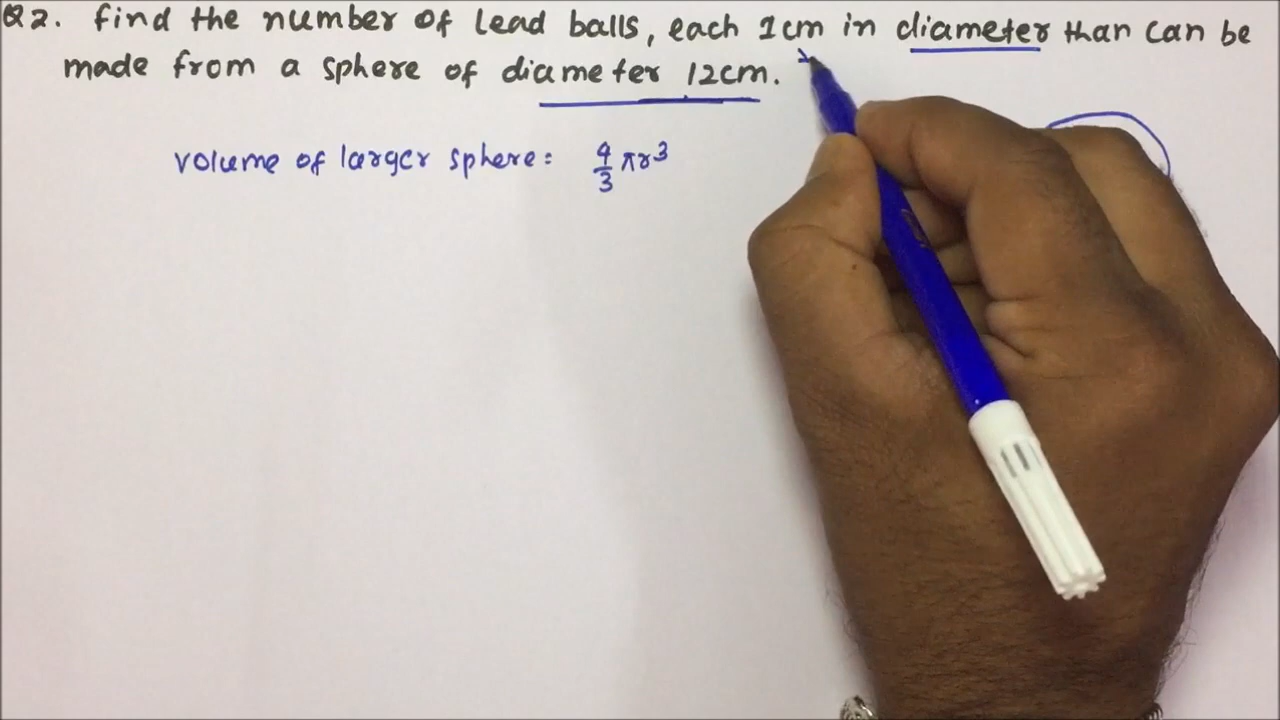 Q2. find the number of lead balls, each 1cm in diameter than can be
made from a sphere of diameter 12cm.
volume of larger sphere: 4/3 πr³